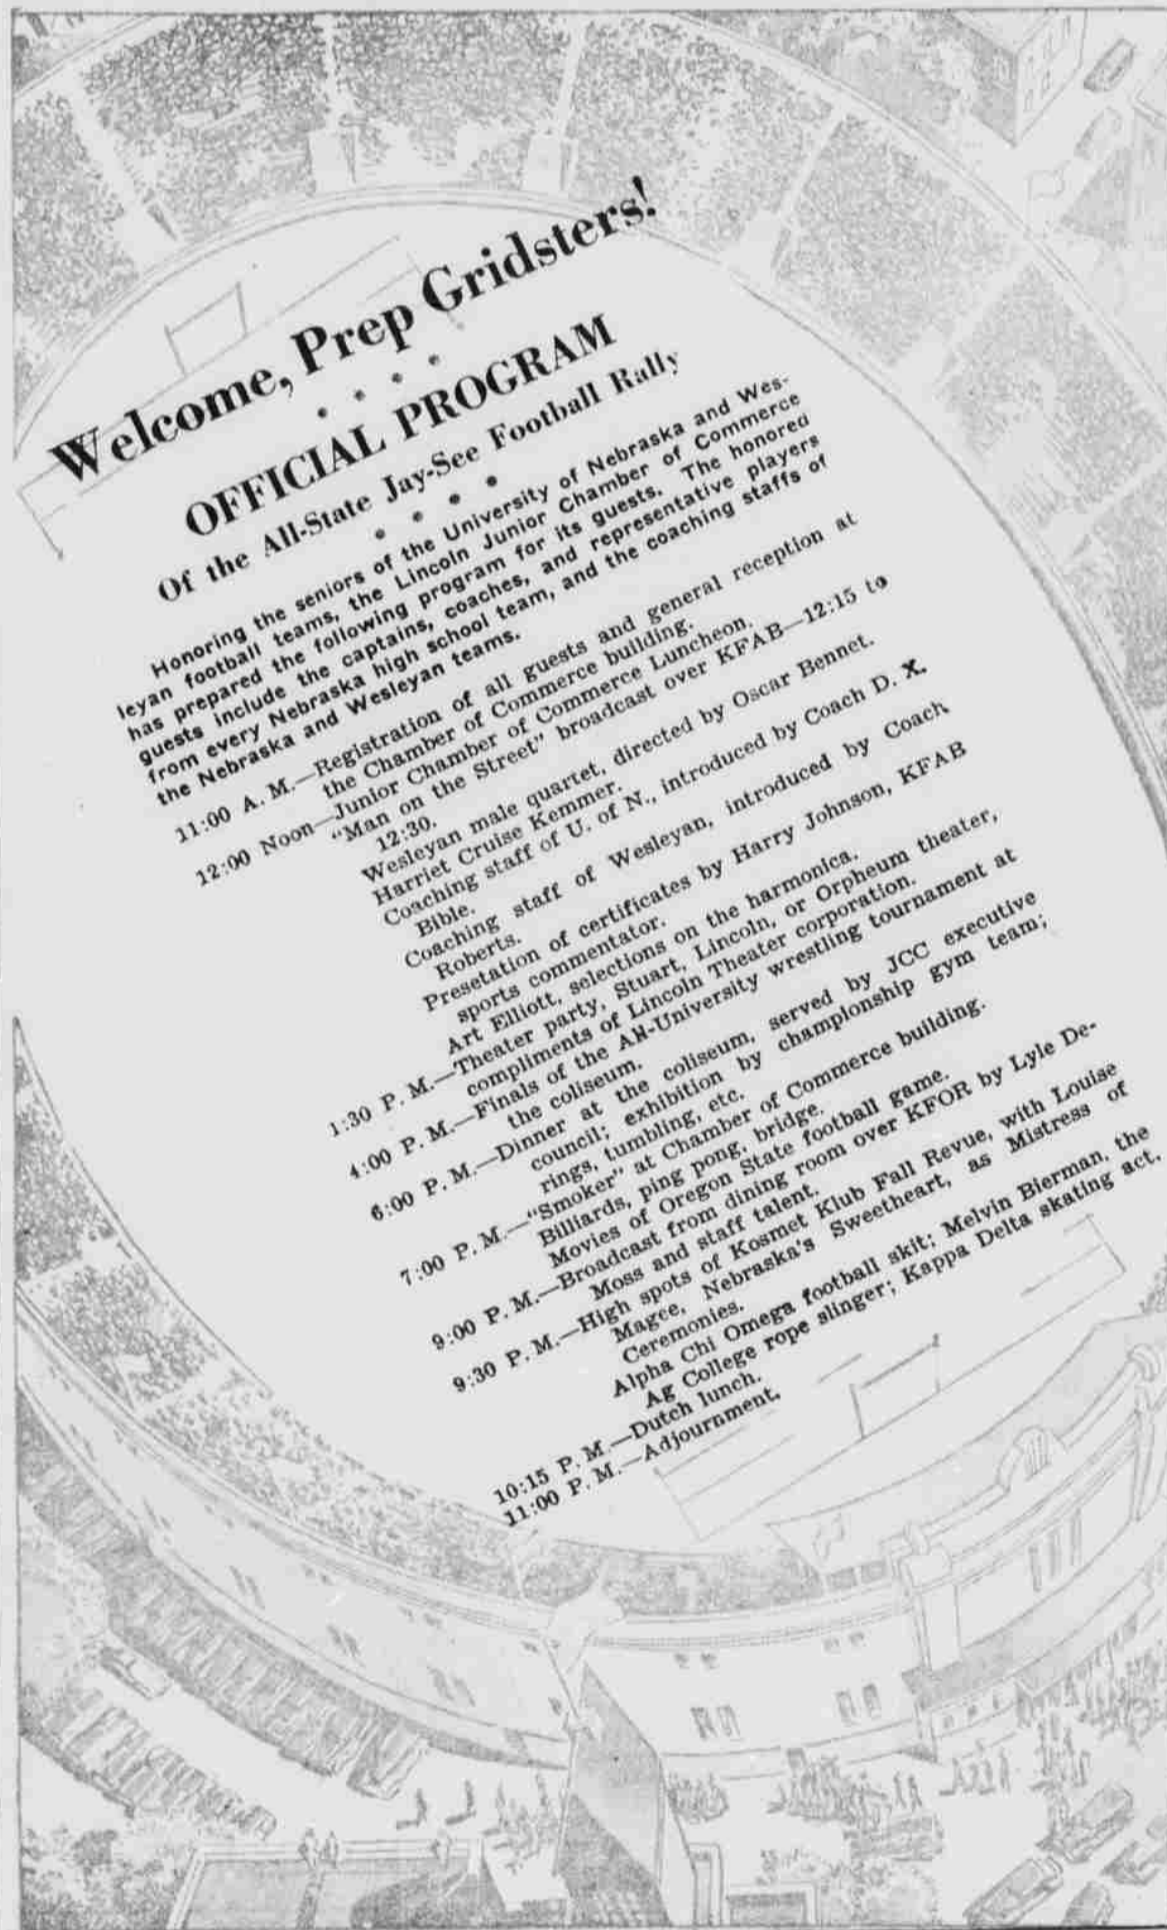 Welcome, Prep Gridsters!
OFFICIAL PROGRAM
Of the All-State Jay-See Football Rally
Honoring the seniors of the University of Nebraska and Wes-
leyan football teams, the Lincoln Junior Chamber of Commerce
has prepared the following program for its guests. The honored
guests include the captains, coaches, and representative players
from every Nebraska high school team, and the coaching staffs of
the Nebraska and Wesleyan teams.
11:00 A. M.—Registration of all guests and general reception at
the Chamber of Commerce building.
12:00 Noon—Junior Chamber of Commerce Luncheon.
"Man on the Street" broadcast over KFAB—12:15 to
12:30.
Wesleyan male quartet, directed by Oscar Bennet.
Harriet Cruise Kemmer.
Coaching staff of U. of N., introduced by Coach D. X.
Bible.
Coaching staff of Wesleyan, introduced by Coach
Roberts.
Presetation of certificates by Harry Johnson, KFAB
sports commentator.
Art Elliott, selections on the harmonica.
1:30 P. M.—Theater party, Stuart, Lincoln, or Orpheum theater,
compliments of Lincoln Theater corporation.
4:00 P. M.—Finals of the All-University wrestling tournament at
the coliseum.
6:00 P. M.—Dinner at the coliseum, served by JCC executive
council; exhibition by championship gym team;
rings, tumbling, etc.
7:00 P. M.—"Smoker" at Chamber of Commerce building.
Billiards, ping pong, bridge.
Movies of Oregon State football game.
9:00 P. M.—Broadcast from dining room over KFOR by Lyle De-
Moss and staff talent.
9:30 P. M.—High spots of Kosmet Klub Fall Revue, with Louise
Magee, Nebraska's Sweetheart, as Mistress of
Ceremonies.
Alpha Chi Omega football skit; Melvin Bierman, the
Ag College rope slinger; Kappa Delta skating act.
10:15 P. M.—Dutch lunch.
11:00 P. M.—Adjournment.